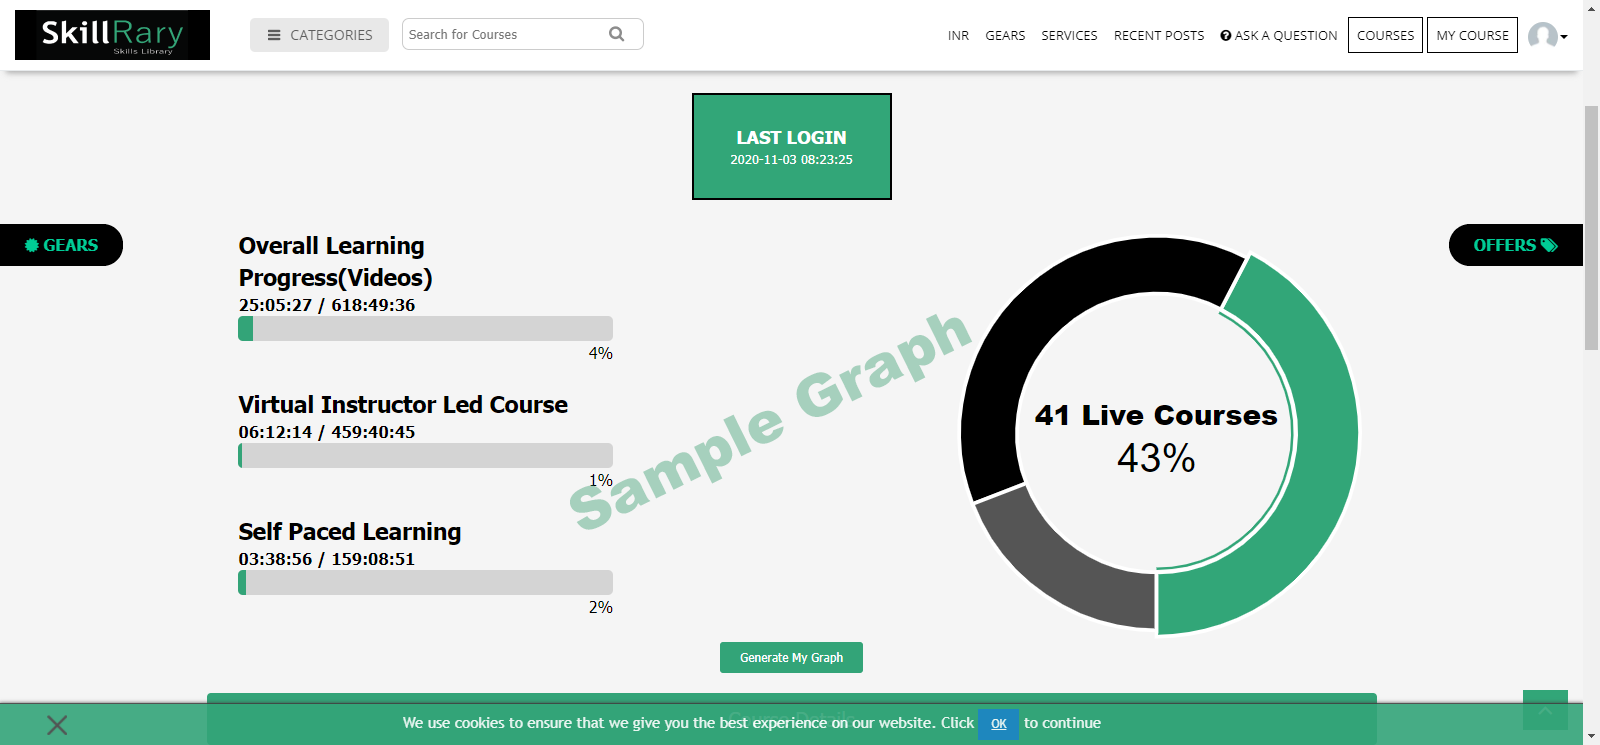 SkillRary
Skills Library
CATEGORIES
Search for Courses
INR
GEARS
SERVICES
RECENT POSTS
ASK A QUESTION
COURSES
MY COURSE
LAST LOGIN
2020-11-03 08:23:25
GEARS
OFFERS
Overall Learning
Progress(Videos)
25:05:27 / 618:49:36
4%
Virtual Instructor Led Course
06:12:14 / 459:40:45
1%
Self Paced Learning
03:38:56 / 159:08:51
2%
Sample Graph
41 Live Courses
43%
Generate My Graph
We use cookies to ensure that we give you the best experience on our website. Click OK to continue